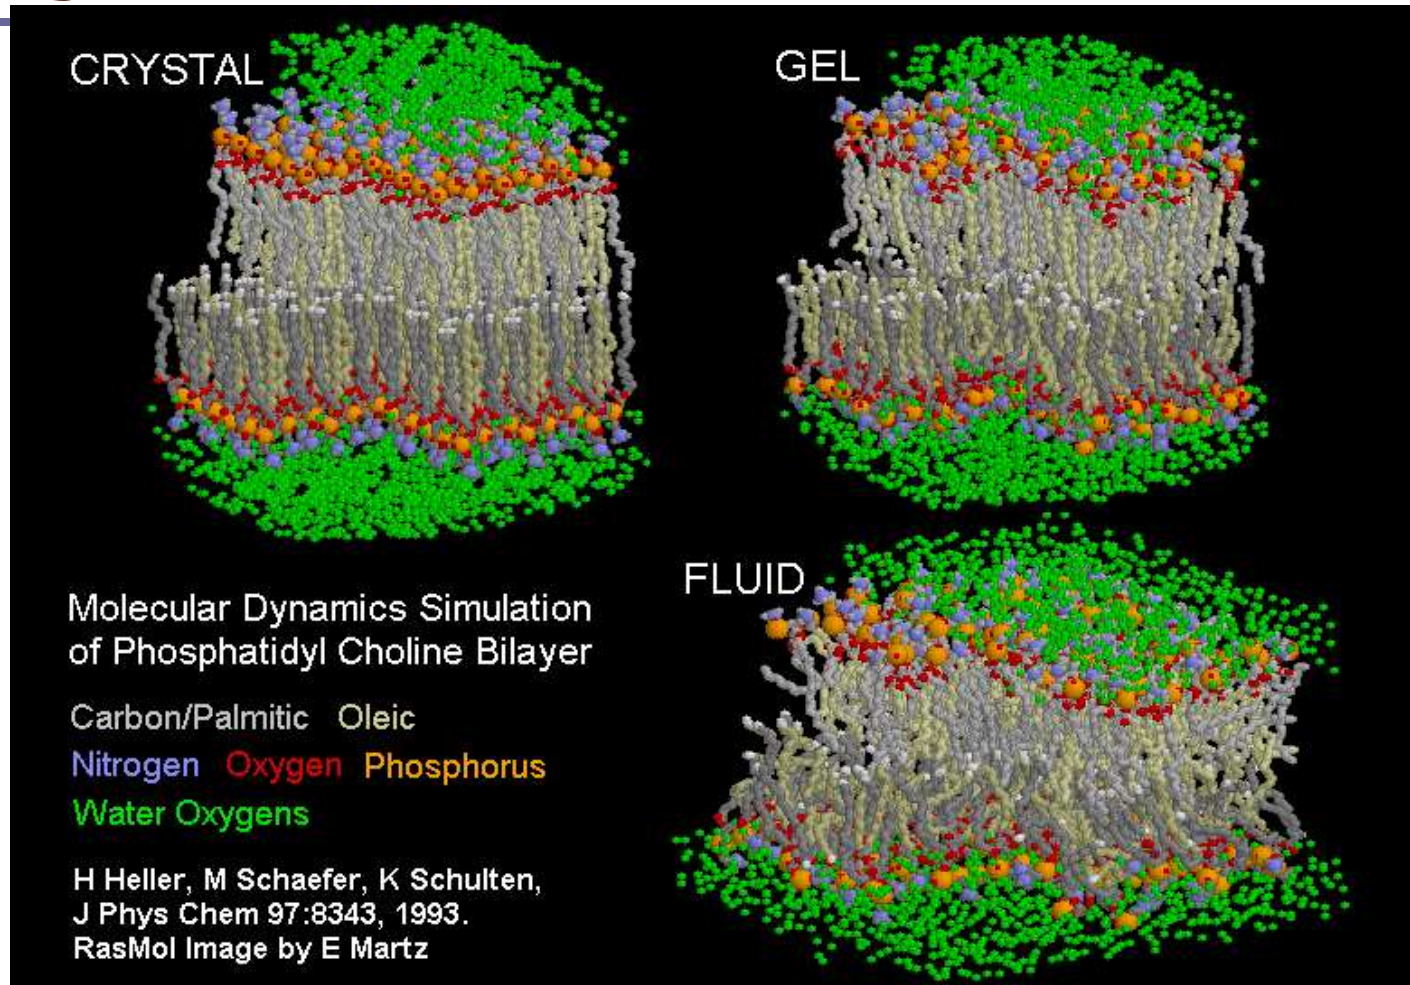 CRYSTAL
GEL
FLUID
Molecular Dynamics Simulation
of Phosphatidyl Choline Bilayer
Carbon/Palmitic Oleic
Nitrogen Oxygen Phosphorus
Water Oxygens
H Heller, M Schaefer, K Schulten,
J Phys Chem 97:8343, 1993.
RasMol Image by E Martz